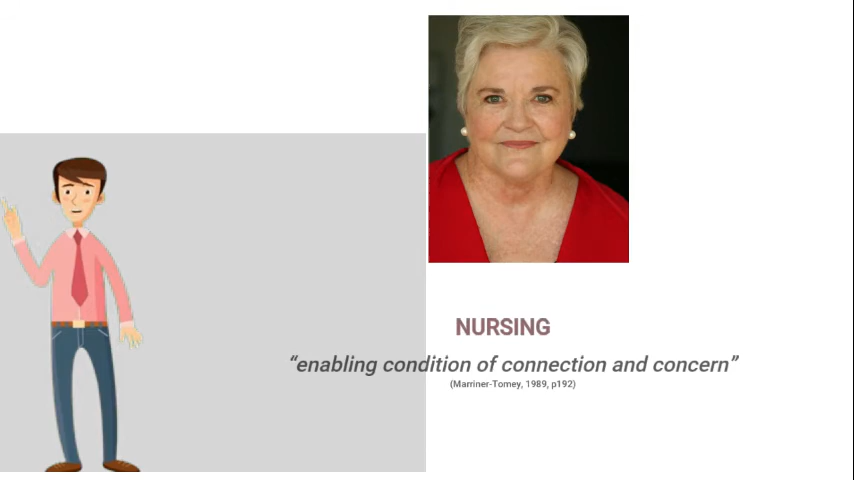 NURSING
“enabling condition of connection and concern”
(Marriner-Tomey, 1989, p192)